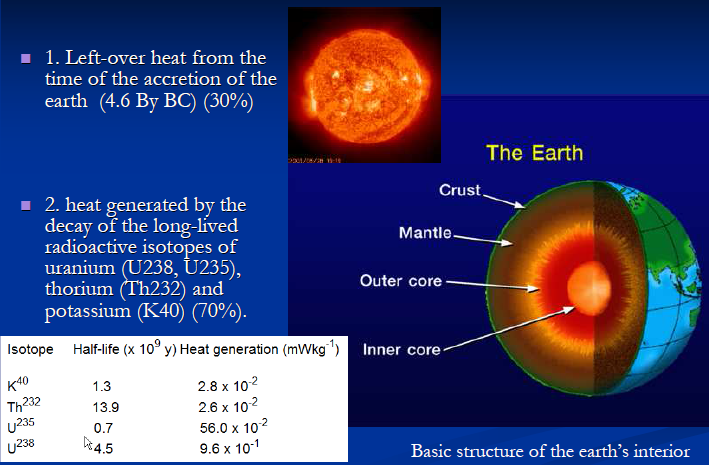 1. Left-over heat from the
time of the accretion of the
earth (4.6 By BC) (30%)
2. heat generated by the
decay of the long-lived
radioactive isotopes of
uranium (U238, U235),
thorium (Th232) and
potassium (K40) (70%).
Isotope Half-life (x 10⁹ y) Heat generation (mWkg⁻¹)
K⁴⁰ 1.3 2.8 x 10⁻²
Th²³² 13.9 2.6 x 10⁻²
U²³⁵ 0.7 56.0 x 10⁻²
U²³⁸ 4.5 9.6 x 10⁻¹
The Earth
Crust
Mantle
Outer core
Inner core
Basic structure of the earth's interior